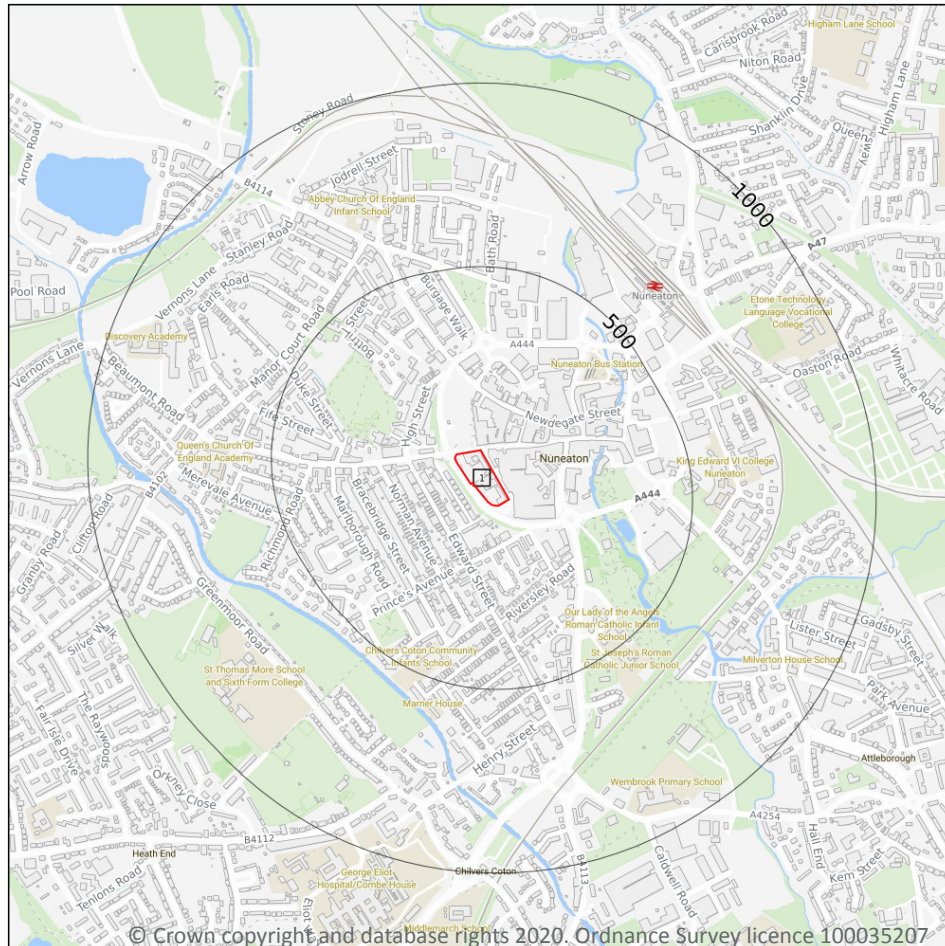 Higham Lane School
Carisbrook Road
Niton Road
Higham Lane
Shanklin Drive
Queensway
Stoney Road
Arrow Road
B4114
Jodrell Street
Abbey Church Of England
Infant School
1000
A47
Stanley Road
Bath Road
Pool Road
Vernons Lane
Earls Road
Burgage Walk
Nuneaton
Etone Technology,
Language, Vocational
College
500
Discovery Academy
Manor Court Road
Bottrill Street
A444
Nuneaton Bus Station
Oaston Road
Whitacre Road
Vernons Lane
Beaumont Road
Duke Street
High Street
Newdegate Street
Fife Street
Queen's Church Of
England Academy
Nuneaton
King Edward VI College
Nuneaton
1
B4102
Merevale Avenue
A444
Clifton Road
Granby Road
Richmond Road
Marlborough Road
Bracebridge Street
Norman Avenue
Edward Street
Prince's Avenue
Riversley Road
Greenmoor Road
Our Lady of the Angels
Roman Catholic Infant
School
St Joseph's Roman
Catholic Junior School
Lister Street
Gadsby Street
Milverton House School
Chilvers Coton Community
Infants School
St Thomas More School
and Sixth Form College
Marner House
Park Avenue
The Raywoods
Fair Isle Drive
Orkney Close
Henry Street
Attleborough
Wembrook Primary School
A4254
B4112
Heath End
Tenlons Road
George Eliot
Hospital/Combe House
Chilvers Coton
B4113
Caldwell Road
Hall End
Kem Street
Middlemarch School
© Crown copyright and database rights 2020. Ordnance Survey licence 100035207